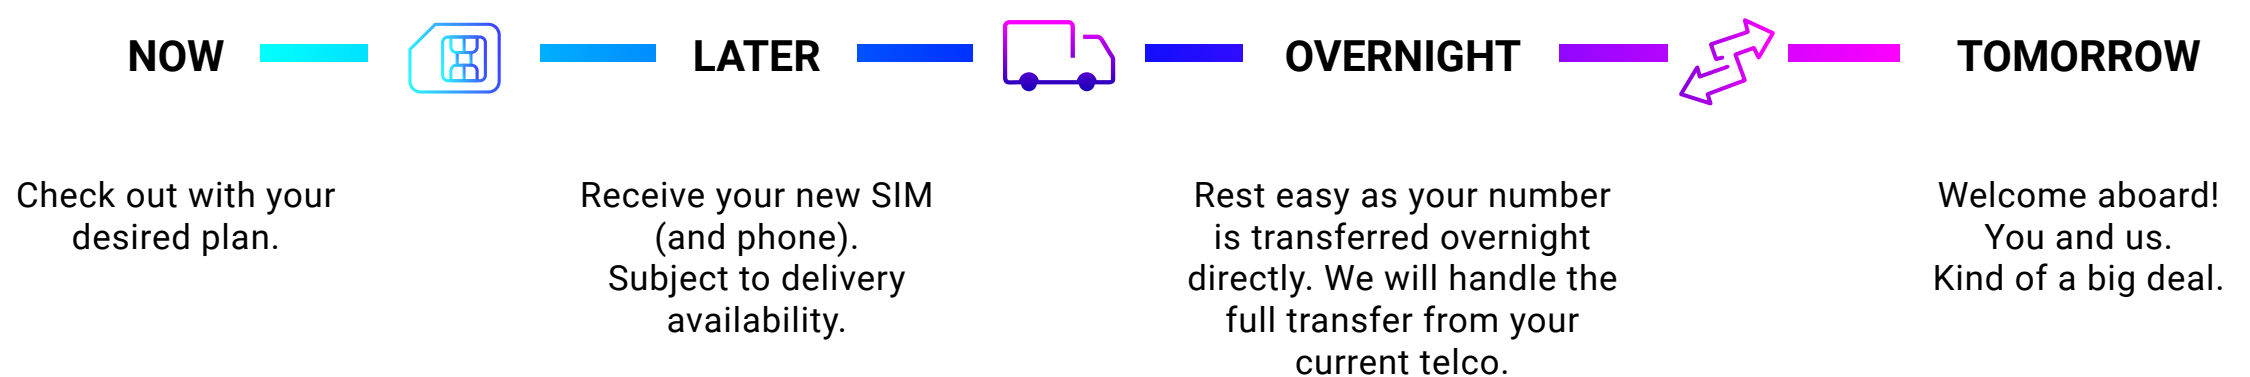 NOW
Check out with your
desired plan.
LATER
Receive your new SIM
(and phone).
Subject to delivery
availability.
OVERNIGHT
Rest easy as your number
is transferred overnight
directly. We will handle the
full transfer from your
current telco.
TOMORROW
Welcome aboard!
You and us.
Kind of a big deal.